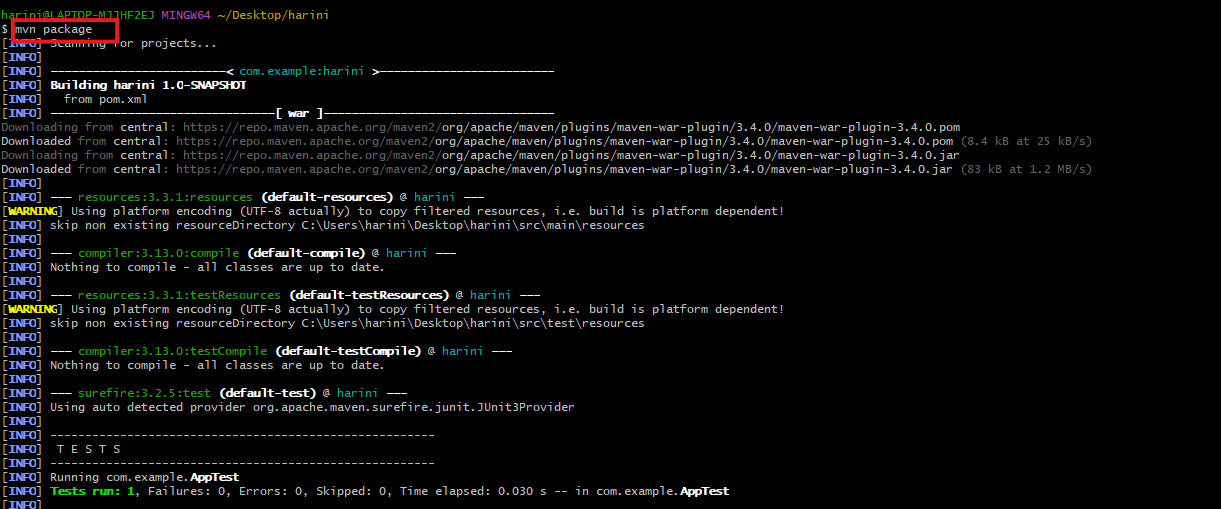 harini@LAPTOP-MJJHF2EJ MINGW64 ~/Desktop/harini
$ mvn package
[INFO] Scanning for projects...
[INFO]
[INFO] -------------------------< com.example:harini >-------------------------
[INFO] Building harini 1.0-SNAPSHOT
[INFO]   from pom.xml
[INFO] --------------------------------[ war ]---------------------------------
Downloading from central: https://repo.maven.apache.org/maven2/org/apache/maven/plugins/maven-war-plugin/3.4.0/maven-war-plugin-3.4.0.pom
Downloaded from central: https://repo.maven.apache.org/maven2/org/apache/maven/plugins/maven-war-plugin/3.4.0/maven-war-plugin-3.4.0.pom (8.4 kB at 25 kB/s)
Downloading from central: https://repo.maven.apache.org/maven2/org/apache/maven/plugins/maven-war-plugin/3.4.0/maven-war-plugin-3.4.0.jar
Downloaded from central: https://repo.maven.apache.org/maven2/org/apache/maven/plugins/maven-war-plugin/3.4.0/maven-war-plugin-3.4.0.jar (83 kB at 1.2 MB/s)
[INFO]
[INFO] --- resources:3.3.1:resources (default-resources) @ harini ---
[WARNING] Using platform encoding (UTF-8 actually) to copy filtered resources, i.e. build is platform dependent!
[INFO] skip non existing resourceDirectory C:\Users\harini\Desktop\harini\src\main\resources
[INFO]
[INFO] --- compiler:3.13.0:compile (default-compile) @ harini ---
[INFO] Nothing to compile - all classes are up to date.
[INFO]
[INFO] --- resources:3.3.1:testResources (default-testResources) @ harini ---
[WARNING] Using platform encoding (UTF-8 actually) to copy filtered resources, i.e. build is platform dependent!
[INFO] skip non existing resourceDirectory C:\Users\harini\Desktop\harini\src\test\resources
[INFO]
[INFO] --- compiler:3.13.0:testCompile (default-testCompile) @ harini ---
[INFO] Nothing to compile - all classes are up to date.
[INFO]
[INFO] --- surefire:3.2.5:test (default-test) @ harini ---
[INFO] Using auto detected provider org.apache.maven.surefire.junit.JUnit3Provider
[INFO]
[INFO] -------------------------------------------------------
[INFO]  T E S T S
[INFO] -------------------------------------------------------
[INFO] Running com.example.AppTest
[INFO] Tests run: 1, Failures: 0, Errors: 0, Skipped: 0, Time elapsed: 0.030 s -- in com.example.AppTest
[INFO]